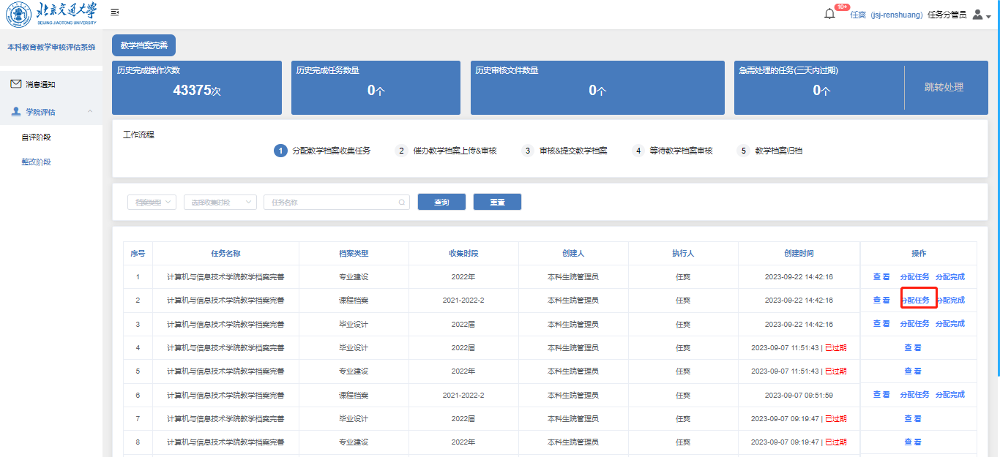 北京交通大学
BEIJING JIAOTONG UNIVERSITY
10+
任爽 (jsj-renshuang) 任务分管员
本科教育教学审核评估系统
消息通知
学院评估
自评阶段
整改阶段
教学档案完善
历史完成操作次数
43375次
历史完成任务数量
0个
历史审核文件数量
0个
急需处理的任务(三天内过期)
0个
跳转处理
工作流程
1 分配教学档案收集任务 2 催办教学档案上传&审核 3 审核&提交教学档案 4 等待教学档案审核 5 教学档案归档
档案类型 选择收集时段 任务名称 查询 重置
序号 任务名称 档案类型 收集时段 创建人 执行人 创建时间 操作
1 计算机与信息技术学院教学档案完善 专业建设 2022年 本科生院管理员 任爽 2023-09-22 14:42:16 查看 分配任务 分配完成
2 计算机与信息技术学院教学档案完善 课程档案 2021-2022-2 本科生院管理员 任爽 2023-09-22 14:42:16 查看 分配任务 分配完成
3 计算机与信息技术学院教学档案完善 毕业设计 2022届 本科生院管理员 任爽 2023-09-22 14:42:16 查看 分配任务 分配完成
4 计算机与信息技术学院教学档案完善 毕业设计 2022届 本科生院管理员 任爽 2023-09-07 11:51:43 | 已过期 查看
5 计算机与信息技术学院教学档案完善 专业建设 2022年 本科生院管理员 任爽 2023-09-07 11:51:43 | 已过期 查看
6 计算机与信息技术学院教学档案完善 课程档案 2021-2022-2 本科生院管理员 任爽 2023-09-07 09:51:59 查看 分配任务 分配完成
7 计算机与信息技术学院教学档案完善 毕业设计 2022届 本科生院管理员 任爽 2023-09-07 09:19:47 | 已过期 查看
8 计算机与信息技术学院教学档案完善 专业建设 2022年 本科生院管理员 任爽 2023-09-07 09:19:47 | 已过期 查看